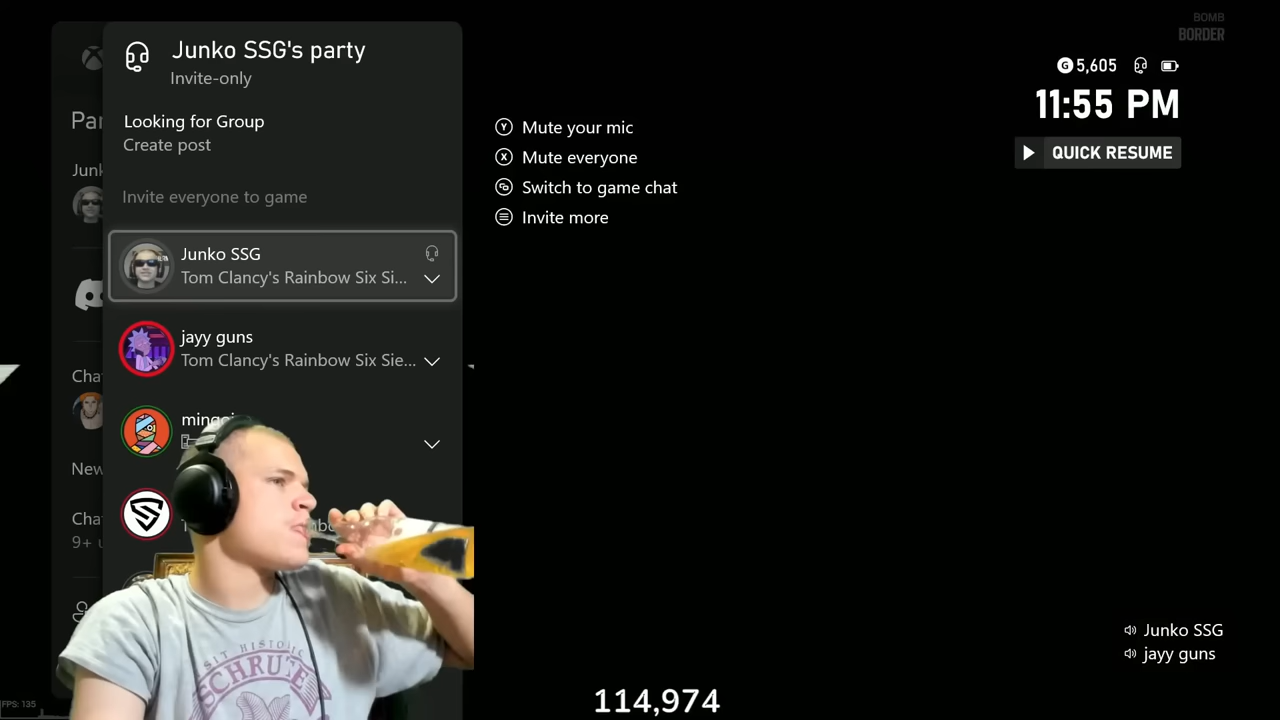 Junko SSG's party
Invite-only
Looking for Group
Create post
Invite everyone to game
Junko SSG
Tom Clancy's Rainbow Six Si...
jayy guns
Tom Clancy's Rainbow Six Sie...
Par
Junk
Cha
New
Cha
9+ u
Mute your mic
Mute everyone
Switch to game chat
Invite more
BOMB
BORDER
G 5,605
11:55 PM
QUICK RESUME
SCHRUTE
Junko SSG
jayy guns
114,974
FPS: 135